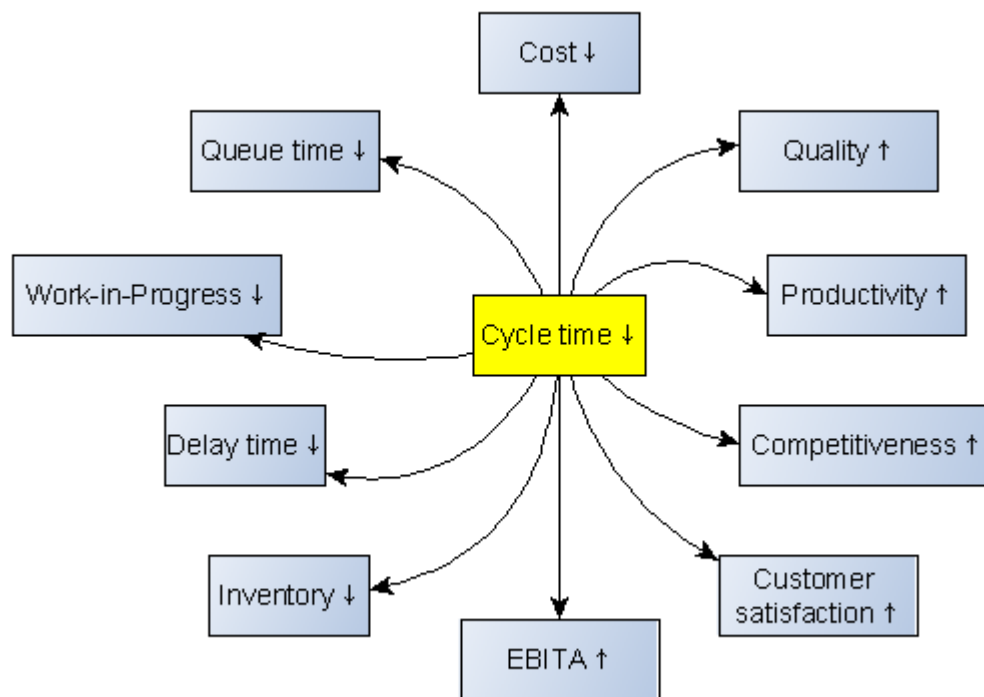 Cost ↓
Queue time ↓
Quality ↑
Work-in-Progress ↓
Productivity ↑
Cycle time ↓
Delay time ↓
Competitiveness ↑
Inventory ↓
Customer
satisfaction ↑
EBITA ↑